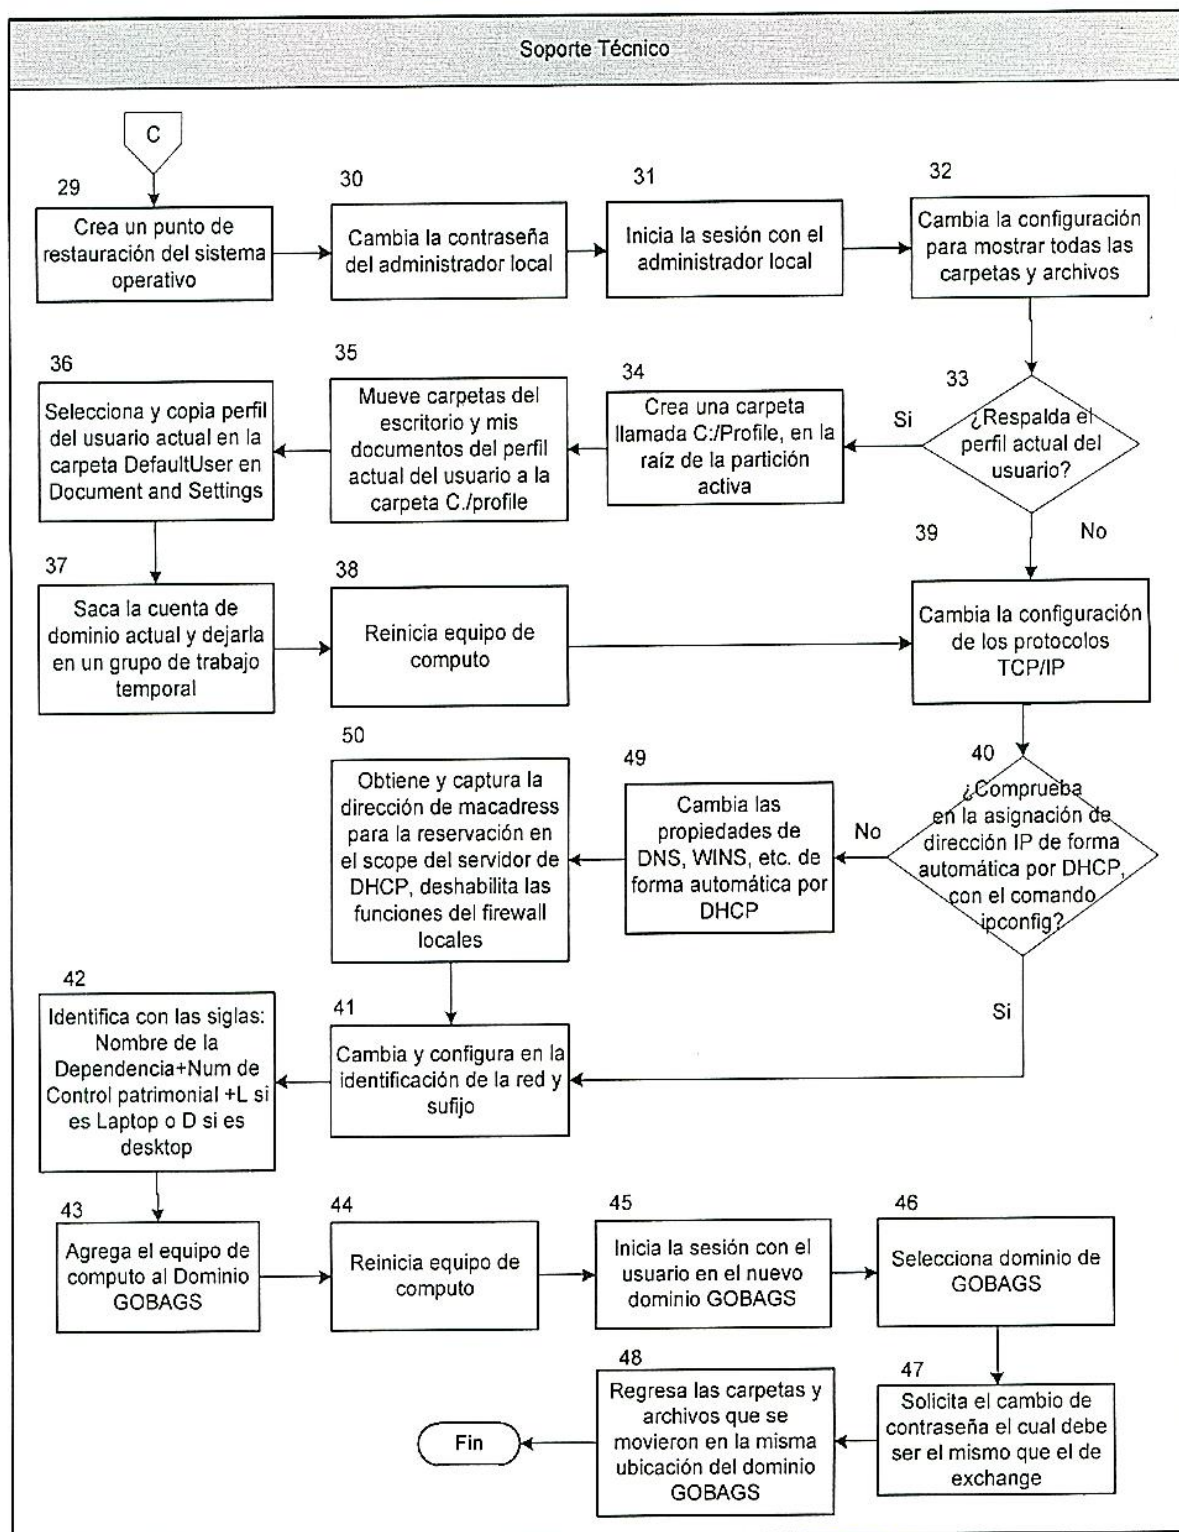 Soporte Técnico
C
29
Crea un punto de
restauración del sistema
operativo
30
Cambia la contraseña
del administrador local
31
Inicia la sesión con el
administrador local
32
Cambia la configuración
para mostrar todas las
carpetas y archivos
33
¿Respalda el
perfil actual del
usuario?
Si
No
34
Crea una carpeta
llamada C:/Profile, en la
raíz de la partición
activa
35
Mueve carpetas del
escritorio y mis
documentos del perfil
actual del usuario a la
carpeta C./profile
36
Selecciona y copia perfil
del usuario actual en la
carpeta DefaultUser en
Document and Settings
37
Saca la cuenta de
dominio actual y dejarla
en un grupo de trabajo
temporal
38
Reinicia equipo de
computo
39
Cambia la configuración
de los protocolos
TCP/IP
40
¿Comprueba
en la asignación de
dirección IP de forma
automática por DHCP,
con el comando
ipconfig?
No
Si
49
Cambia las
propiedades de
DNS, WINS, etc. de
forma automática por
DHCP
50
Obtiene y captura la
dirección de macadress
para la reservación en
el scope del servidor de
DHCP, deshabilita las
funciones del firewall
locales
41
Cambia y configura en la
identificación de la red y
sufijo
42
Identifica con las siglas:
Nombre de la
Dependencia+Num de
Control patrimonial +L si
es Laptop o D si es
desktop
43
Agrega el equipo de
computo al Dominio
GOBAGS
44
Reinicia equipo de
computo
45
Inicia la sesión con el
usuario en el nuevo
dominio GOBAGS
46
Selecciona dominio de
GOBAGS
47
Solicita el cambio de
contraseña el cual debe
ser el mismo que el de
exchange
48
Regresa las carpetas y
archivos que se
movieron en la misma
ubicación del dominio
GOBAGS
Fin